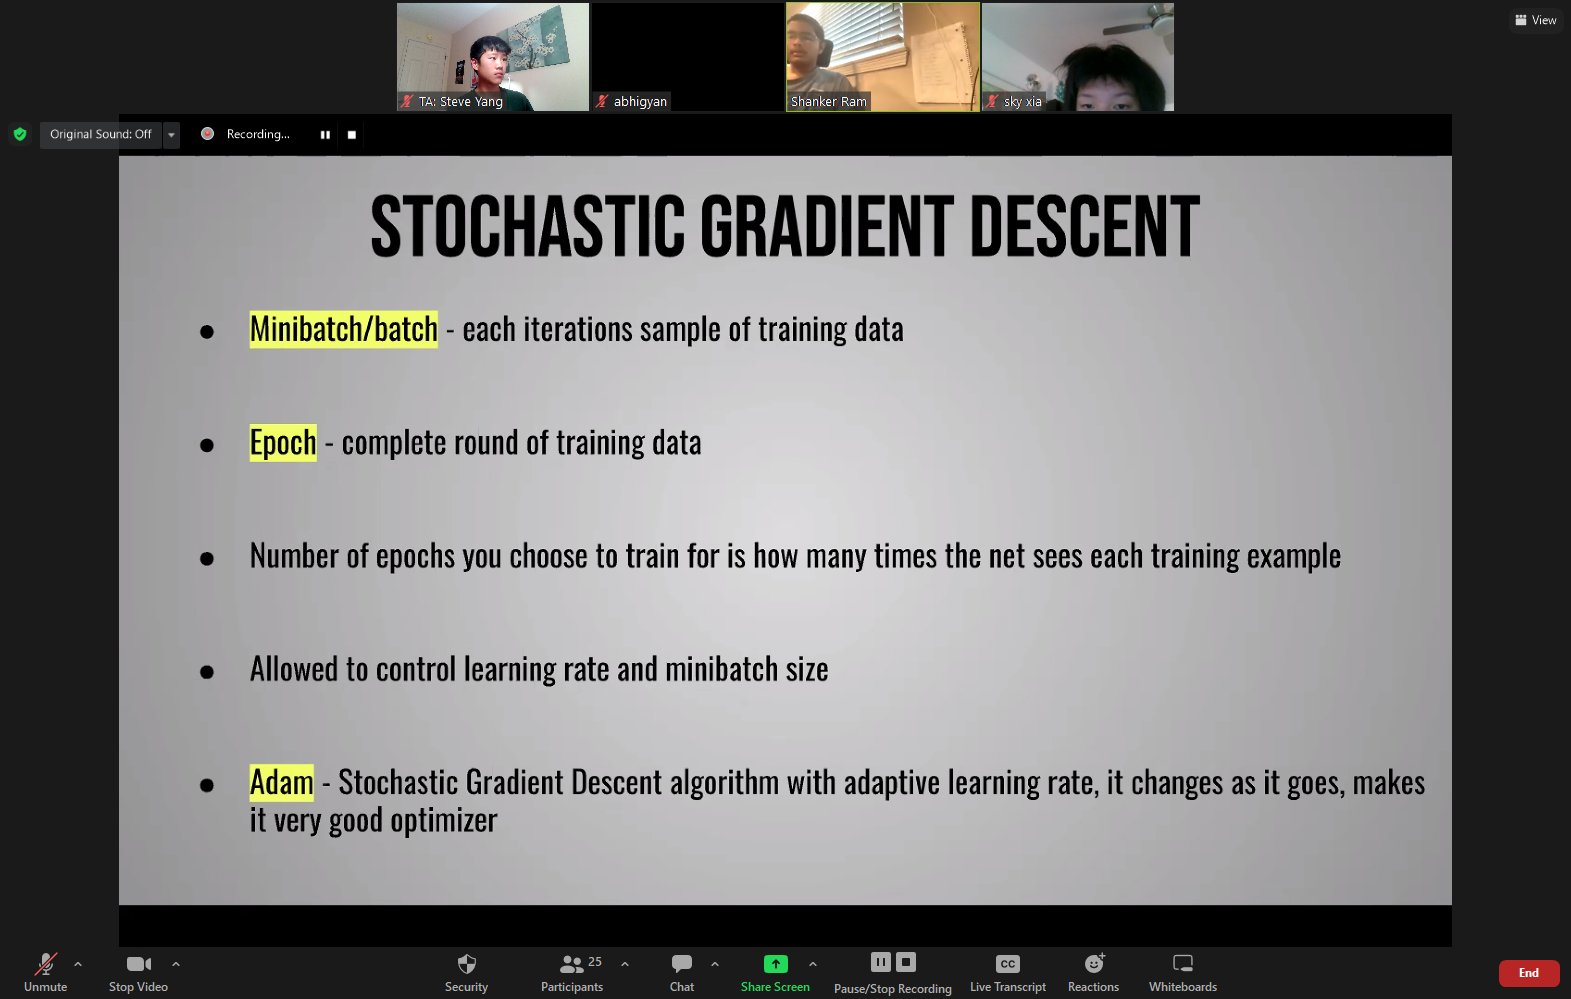 View
TA: Steve Yang
abhigyan
Shanker Ram
sky xia
Original Sound: Off
Recording...
STOCHASTIC GRADIENT DESCENT
● Minibatch/batch - each iterations sample of training data
● Epoch - complete round of training data
● Number of epochs you choose to train for is how many times the net sees each training example
● Allowed to control learning rate and minibatch size
● Adam - Stochastic Gradient Descent algorithm with adaptive learning rate, it changes as it goes, makes
it very good optimizer
Unmute
Stop Video
Security
25
Participants
Chat
Share Screen
Pause/Stop Recording
CC
Live Transcript
Reactions
Whiteboards
End